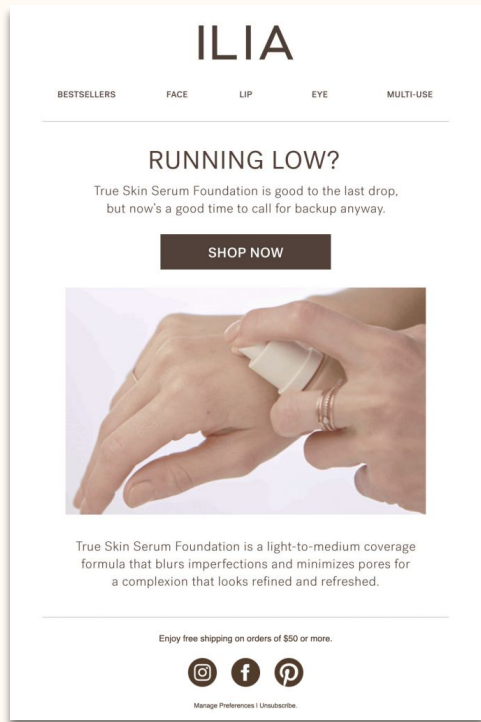 ILIA
BESTSELLERS FACE LIP EYE MULTI-USE
RUNNING LOW?
True Skin Serum Foundation is good to the last drop,
but now's a good time to call for backup anyway.
SHOP NOW
True Skin Serum Foundation is a light-to-medium coverage
formula that blurs imperfections and minimizes pores for
a complexion that looks refined and refreshed.
Enjoy free shipping on orders of $50 or more.
Manage Preferences | Unsubscribe.